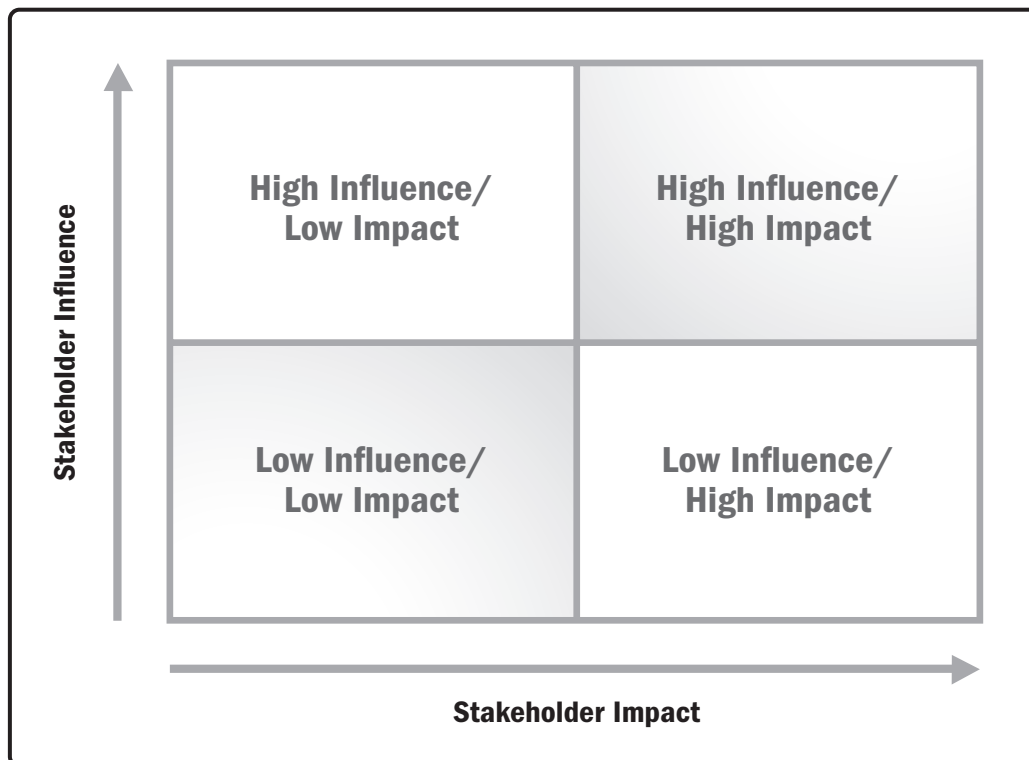 High Influence/
Low Impact
High Influence/
High Impact
Stakeholder Influence
Low Influence/
Low Impact
Low Influence/
High Impact
Stakeholder Impact